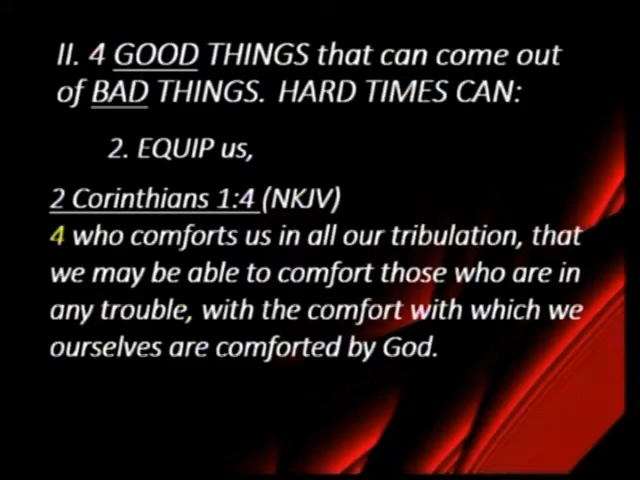 II. 4 GOOD THINGS that can come out
of BAD THINGS. HARD TIMES CAN:
2. EQUIP us,
2 Corinthians 1:4 (NKJV)
4 who comforts us in all our tribulation, that
we may be able to comfort those who are in
any trouble, with the comfort with which we
ourselves are comforted by God.